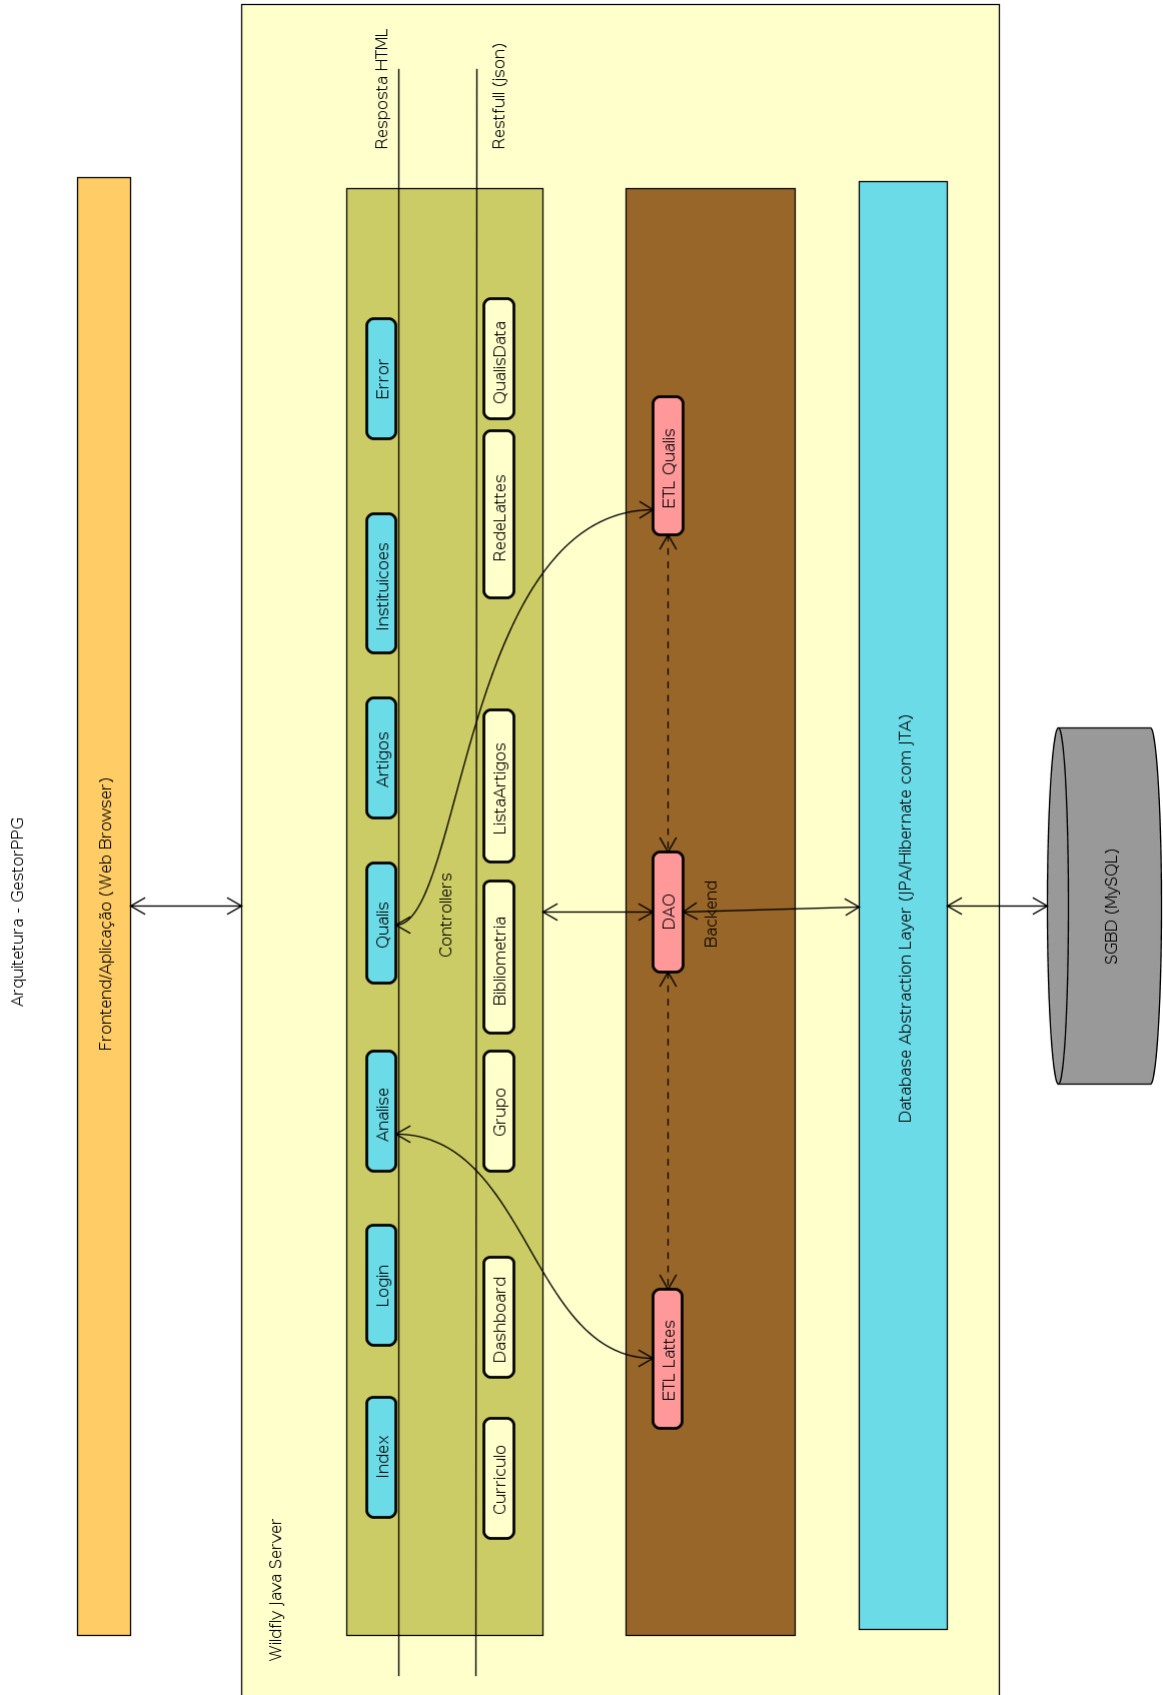 Arquitetura - GestorPPG
Frontend/Aplicação (Web Browser)
Wildfly Java Server
Resposta HTML
Index
Login
Analise
Qualis
Artigos
Instituicoes
Error
Controllers
Restfull (json)
Curriculo
Dashboard
Grupo
Bibliometria
ListaArtigos
RedeLattes
QualisData
ETL Lattes
DAO
ETL Qualis
Backend
Database Abstraction Layer (JPA/Hibernate com JTA)
SGBD (MySQL)